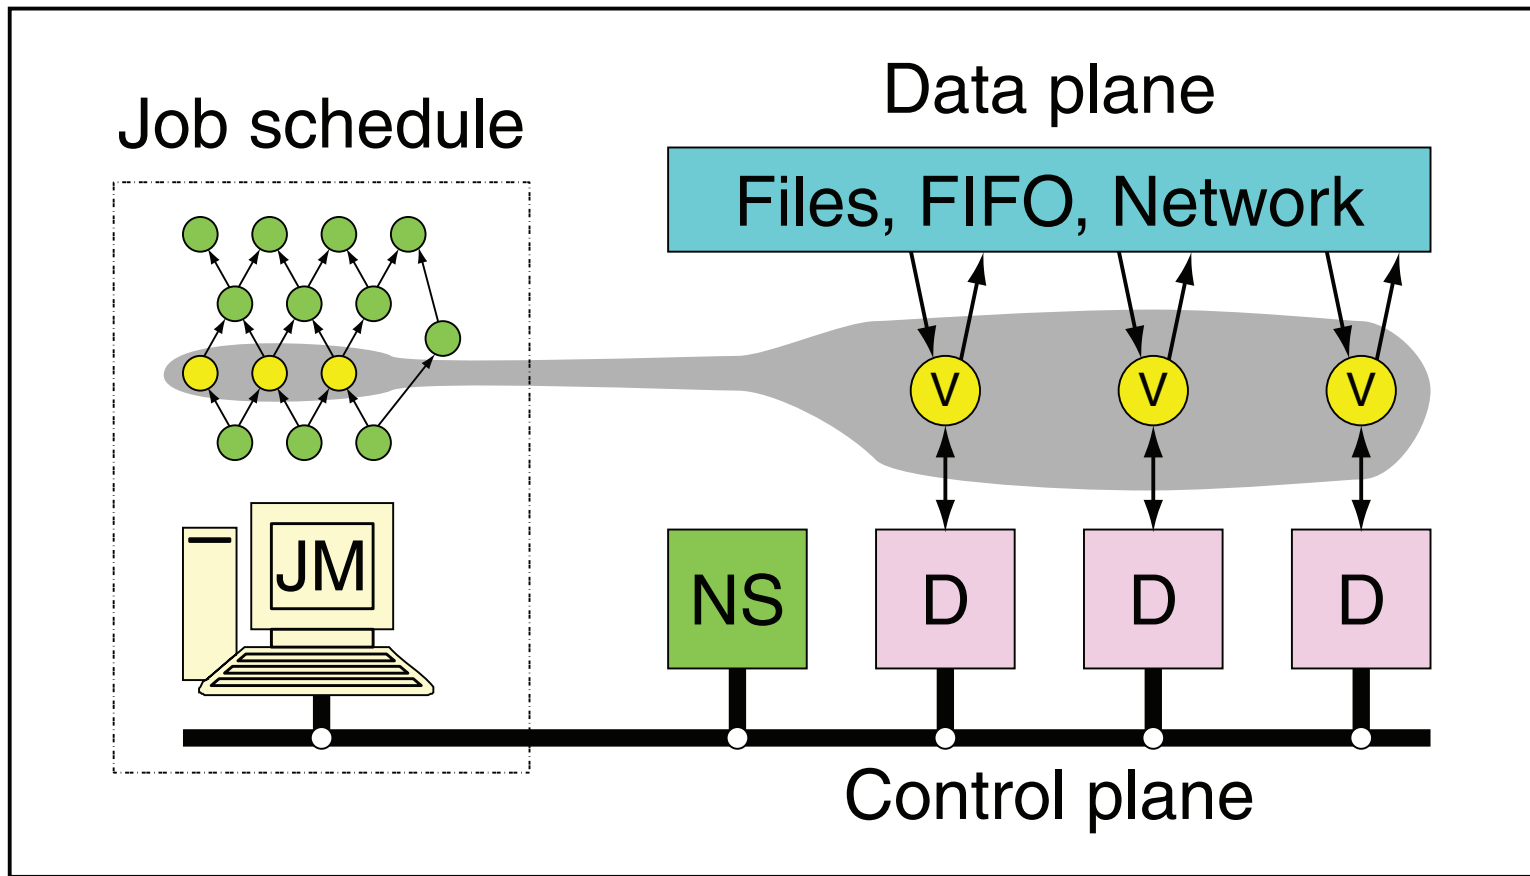 Job schedule
Data plane
Files, FIFO, Network
V V V
JM
NS D D D
Control plane